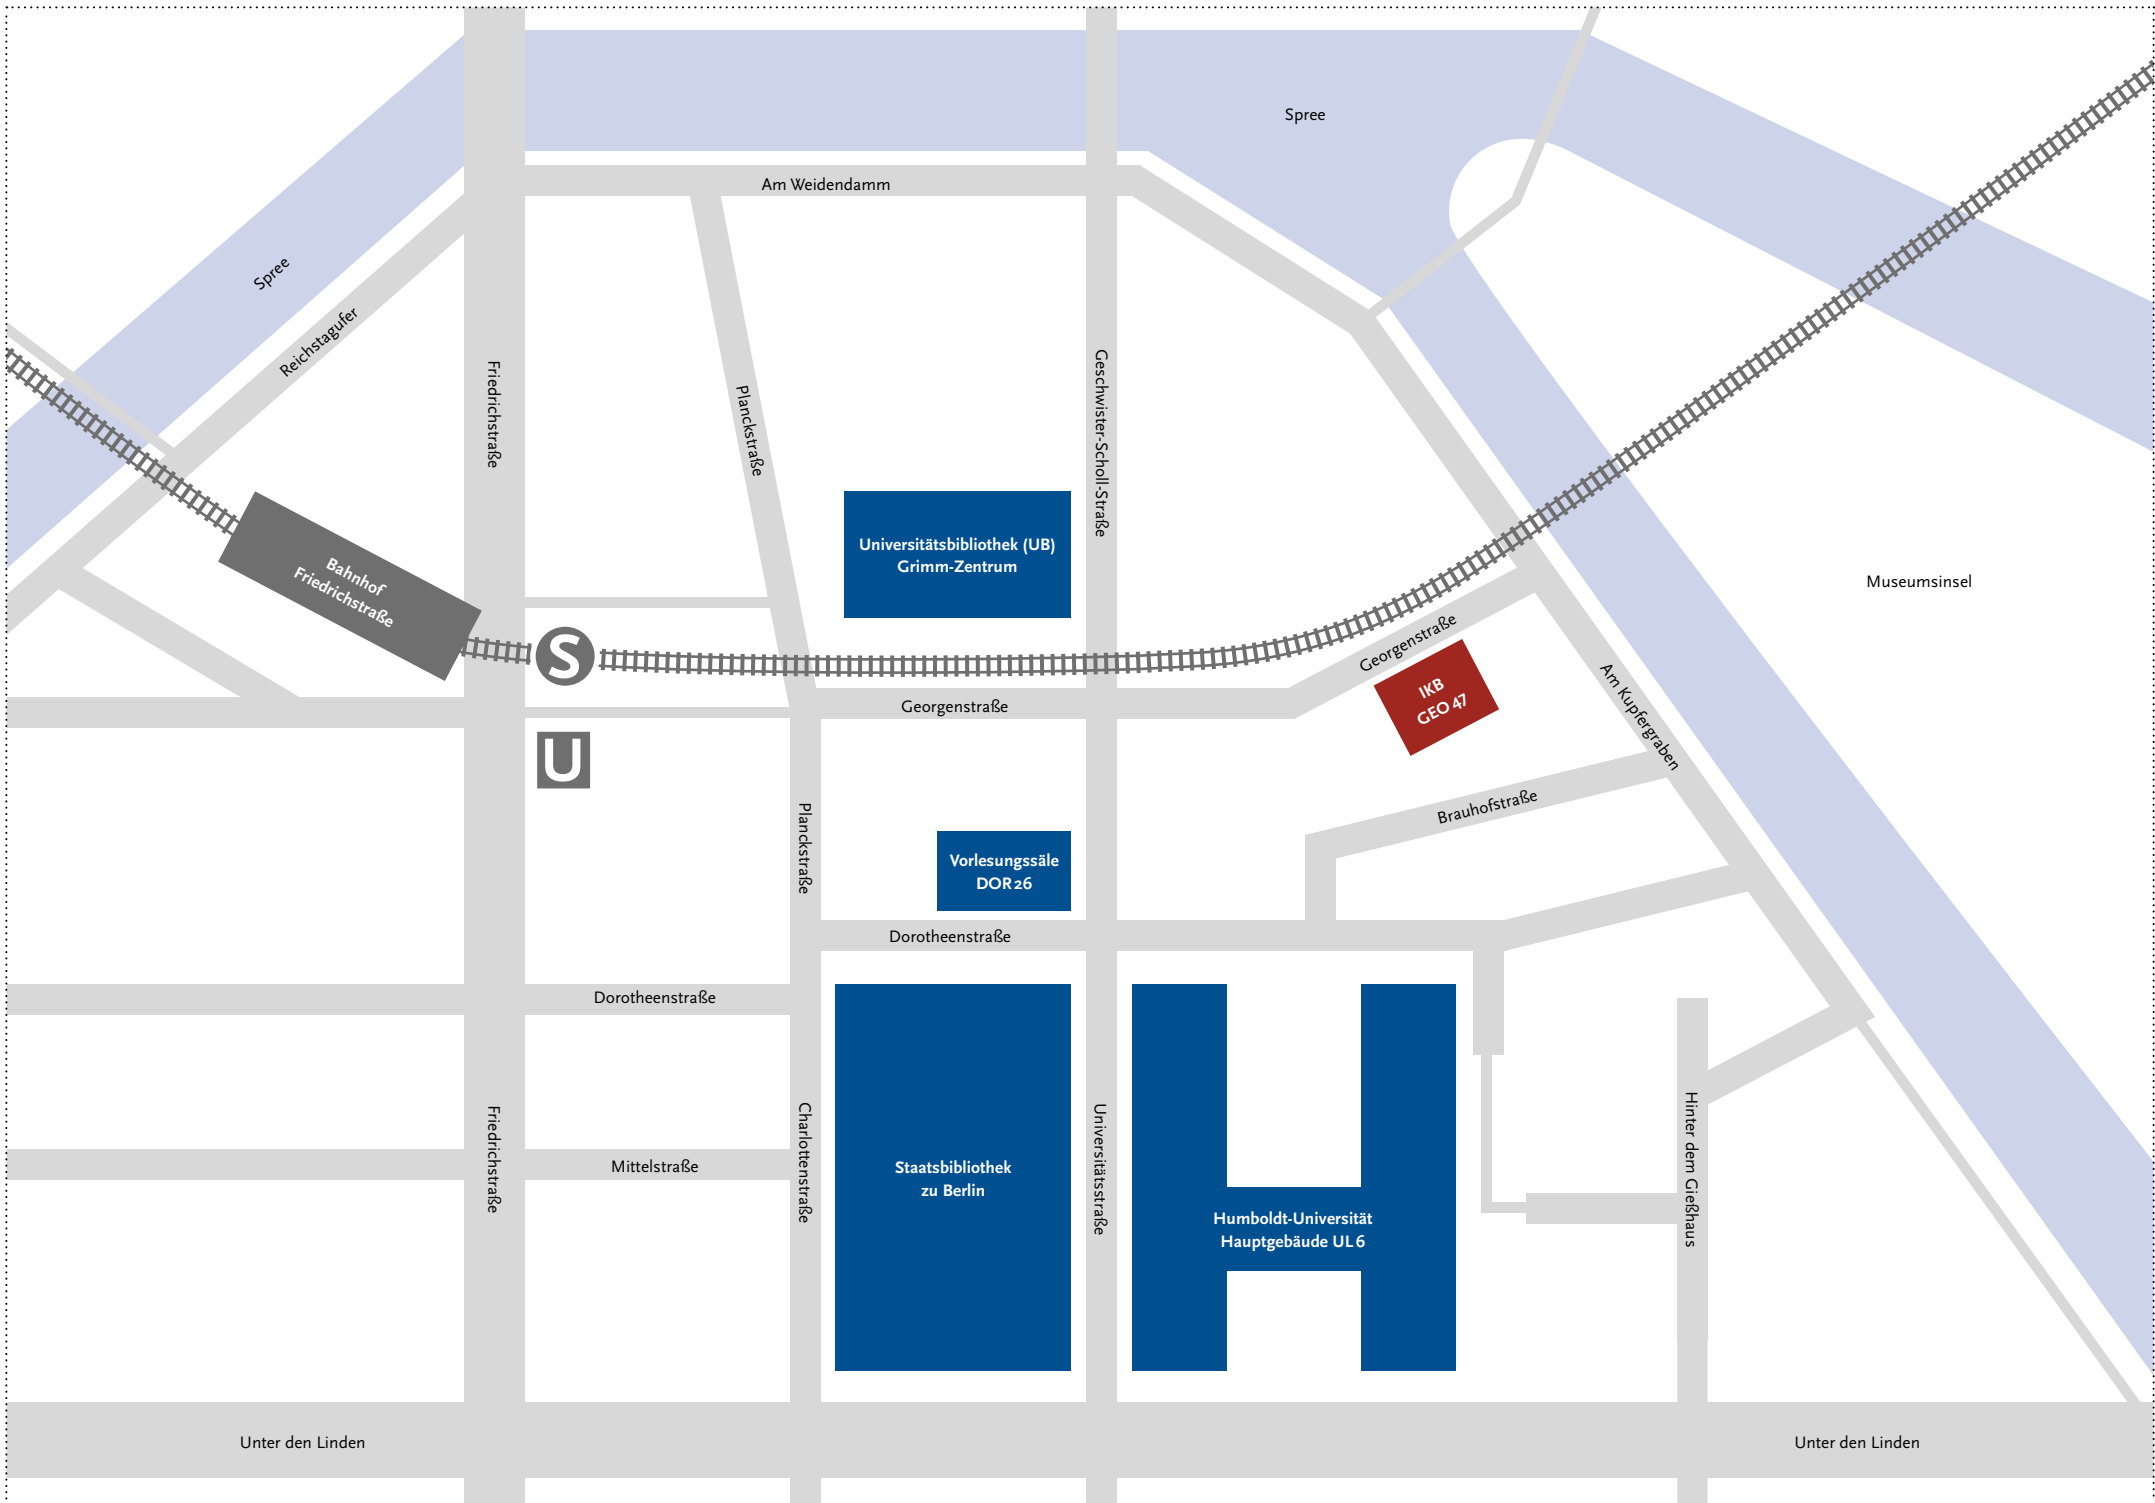 Spree
Am Weidendamm
Spree
Reichstagufer
Friedrichstraße
Planckstraße
Geschwister-Scholl-Straße
Universitätsbibliothek (UB)
Grimm-Zentrum
Bahnhof
Friedrichstraße
Museumsinsel
S
Georgenstraße
IKB
GEO 47
Am Kupfergraben
Georgenstraße
U
Brauhofstraße
Planckstraße
Vorlesungssäle
DOR 26
Dorotheenstraße
Dorotheenstraße
Friedrichstraße
Mittelstraße
Charlottenstraße
Staatsbibliothek
zu Berlin
Universitätsstraße
Humboldt-Universität
Hauptgebäude UL 6
Hinter dem Gießhaus
Unter den Linden
Unter den Linden